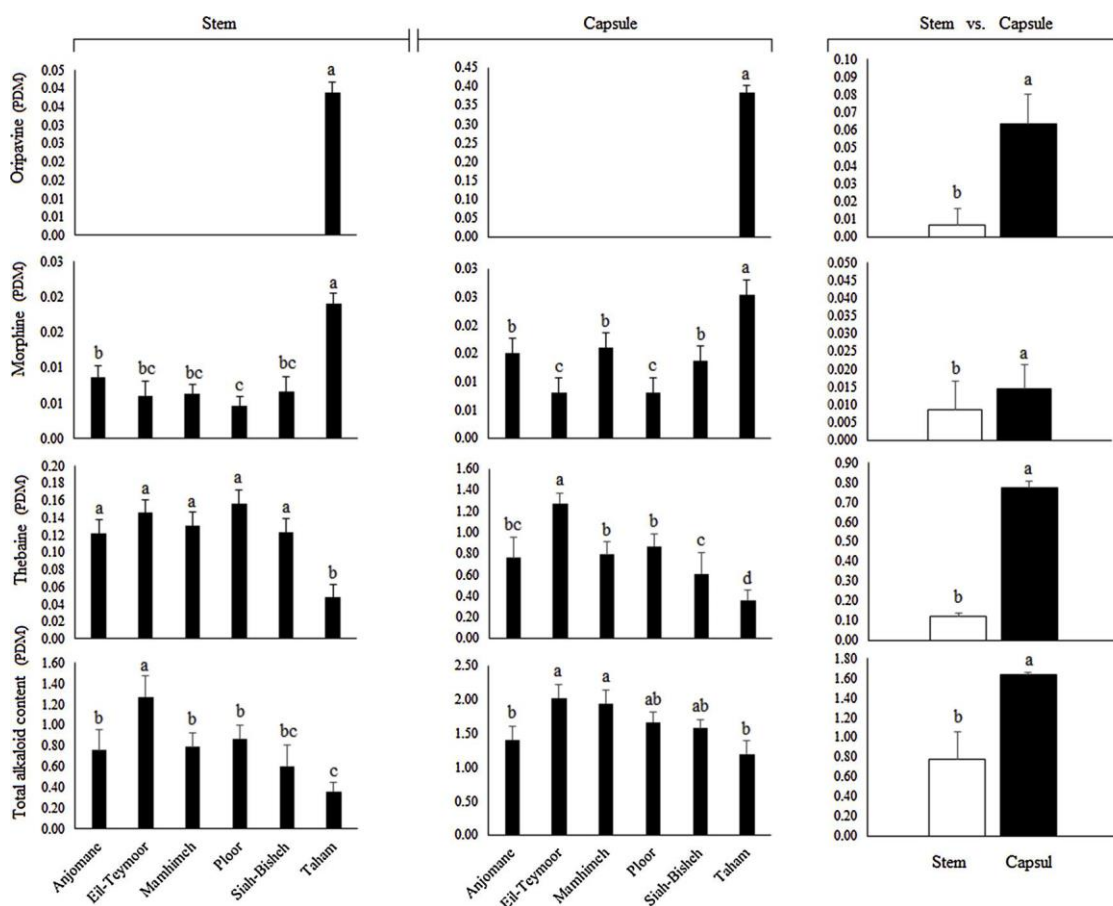 Stem
Capsule
Stem vs. Capsule
Oripavine (PDM)
0.05
0.04
0.04
0.03
0.03
0.02
0.02
0.01
0.01
0.00
a
0.45
0.40
0.35
0.30
0.25
0.20
0.15
0.10
0.05
0.00
a
0.10
0.09
0.08
0.07
0.06
0.05
0.04
0.03
0.02
0.01
0.00
b
a
Morphine (PDM)
0.03
0.02
0.02
0.01
0.01
0.00
b
bc
bc
c
bc
a
0.03
0.03
0.02
0.02
0.01
0.01
0.00
b
c
b
c
b
a
0.050
0.045
0.040
0.035
0.030
0.025
0.020
0.015
0.010
0.005
0.000
b
a
Thebaine (PDM)
0.20
0.18
0.16
0.14
0.12
0.10
0.08
0.06
0.04
0.02
0.00
a
a
a
a
a
b
1.60
1.40
1.20
1.00
0.80
0.60
0.40
0.20
0.00
bc
a
b
b
c
d
0.90
0.80
0.70
0.60
0.50
0.40
0.30
0.20
0.10
0.00
b
a
Total alkaloid content (PDM)
1.60
1.40
1.20
1.00
0.80
0.60
0.40
0.20
0.00
b
a
b
b
bc
c
2.50
2.00
1.50
1.00
0.50
0.00
b
a
a
ab
ab
b
1.80
1.60
1.40
1.20
1.00
0.80
0.60
0.40
0.20
0.00
b
a
Anjomane
Eil-Teymoor
Mamhimeh
Ploor
Siah-Bisheh
Taham
Anjomane
Eil-Teymoor
Mamhimeh
Ploor
Siah-Bisheh
Taham
Stem
Capsul